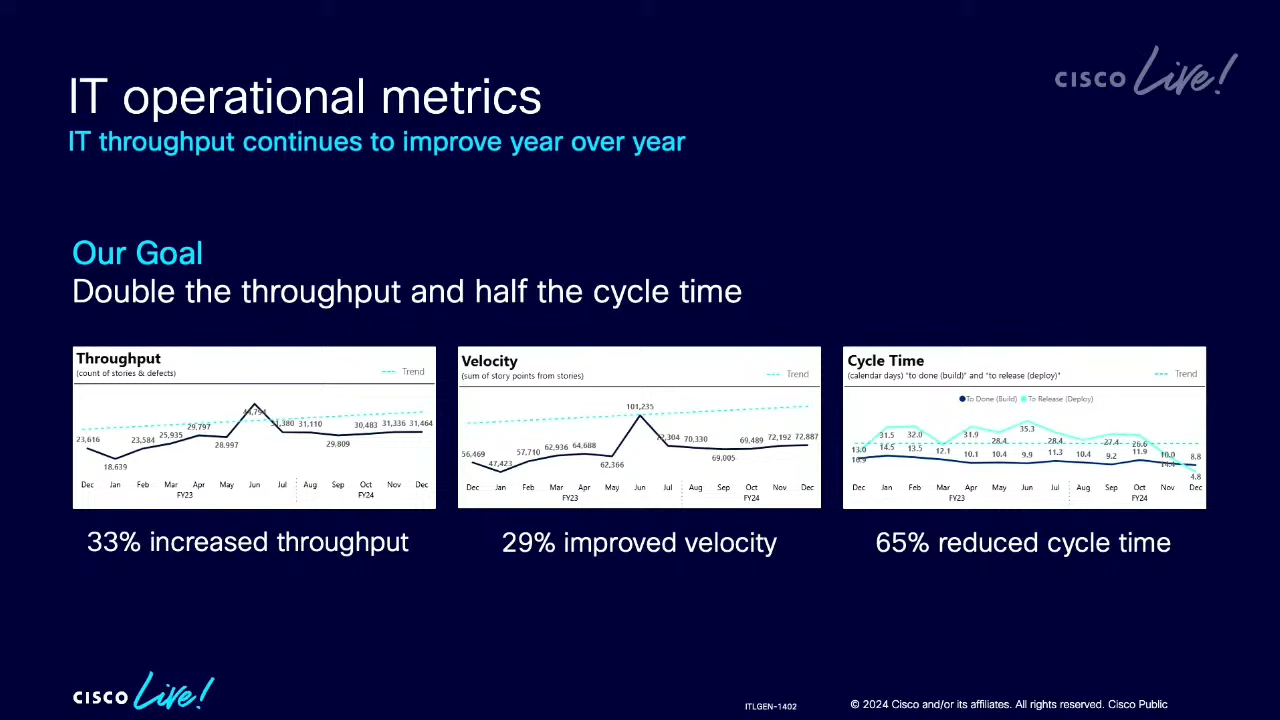 IT operational metrics
CISCO Live!
IT throughput continues to improve year over year
Our Goal
Double the throughput and half the cycle time
Throughput
(count of stories & defects)
Trend
23,616 18,639 23,584 25,935 29,797 28,997 44,794 31,380 31,110 29,809 30,483 31,336 31,464
Dec Jan Feb Mar Apr May Jun Jul Aug Sep Oct Nov Dec
FY23 FY24
Velocity
(sum of story points from stories)
Trend
56,469 47,423 57,710 62,936 64,688 62,366 101,235 72,304 70,330 69,005 69,489 72,192 72,887
Dec Jan Feb Mar Apr May Jun Jul Aug Sep Oct Nov Dec
FY23 FY24
Cycle Time
(calendar days) "to done (build)" and "to release (deploy)"
Trend
To Done (Build) To Release (Deploy)
31.5 32.0 31.9 28.4 35.3 28.4 27.4 26.6
13.0 14.5 13.5 12.1 10.1 10.4 9.9 11.3 10.4 9.2 11.9 10.0 8.8
14.4 4.8
Dec Jan Feb Mar Apr May Jun Jul Aug Sep Oct Nov Dec
FY23 FY24
33% increased throughput
29% improved velocity
65% reduced cycle time
CISCO Live!
ITLGEN-1402
© 2024 Cisco and/or its affiliates. All rights reserved. Cisco Public